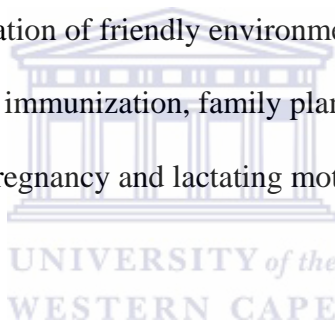 ation of friendly environme
immunization, family plan
regnancy and lactating mot
UNIVERSITY of the
WESTERN CAPE